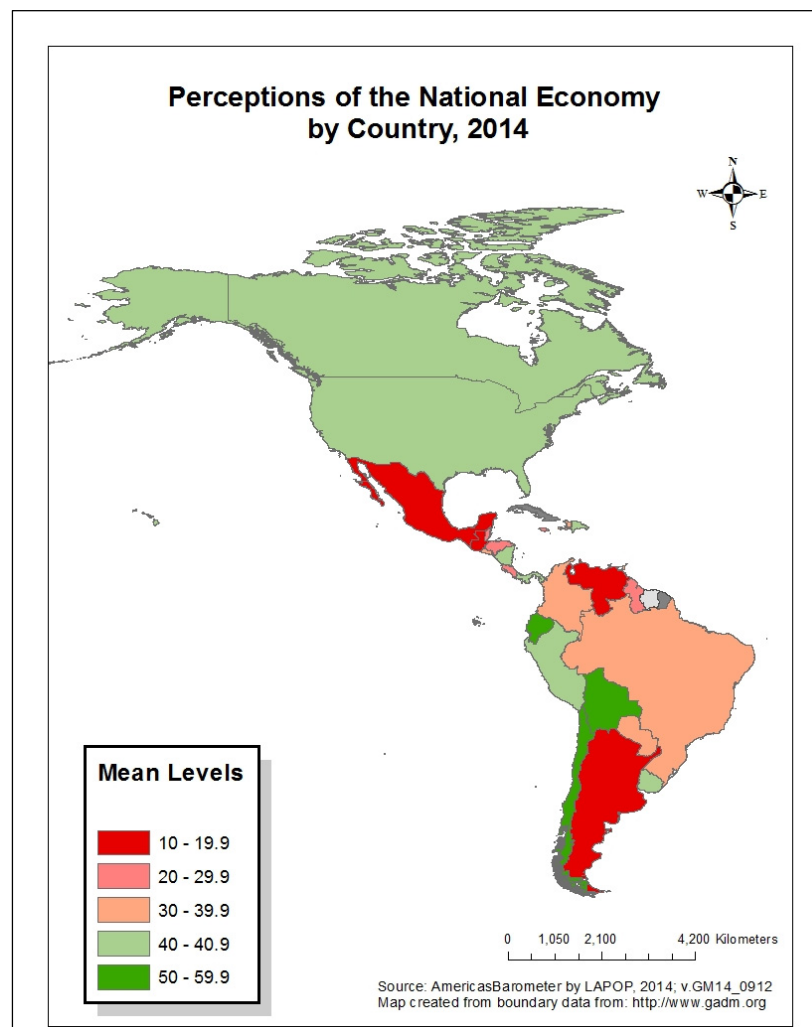 Perceptions of the National Economy
by Country, 2014
N
W E
S
Mean Levels
10 - 19.9
20 - 29.9
30 - 39.9
40 - 40.9
50 - 59.9
0 1,050 2,100 4,200 Kilometers
Source: AmericasBarometer by LAPOP, 2014; v.GM14_0912
Map created from boundary data from: http://www.gadm.org